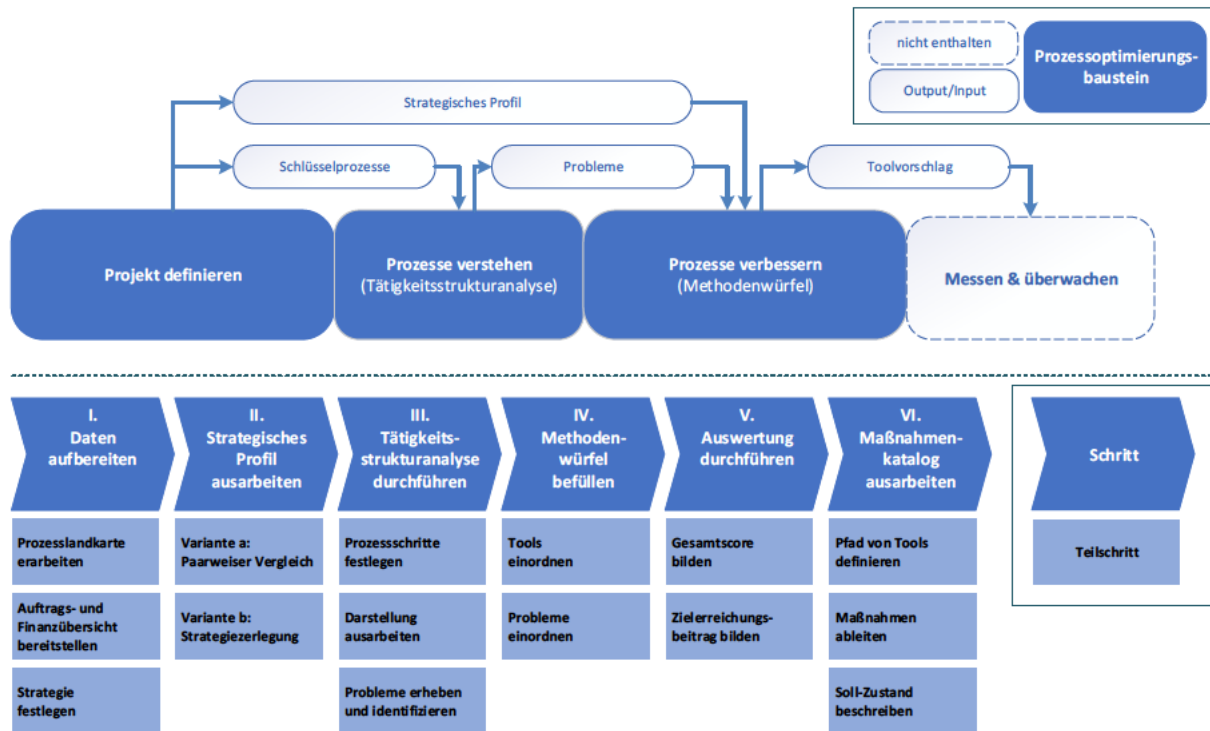 nicht enthalten
Output/Input
Prozessoptimierungs-
baustein
Strategisches Profil
Schlüsselprozesse
Probleme
Toolvorschlag
Projekt definieren
Prozesse verstehen
(Tätigkeitsstrukturanalyse)
Prozesse verbessern
(Methodenwürfel)
Messen & überwachen
I.
Daten
aufbereiten
II.
Strategisches
Profil
ausarbeiten
III.
Tätigkeits-
strukturanalyse
durchführen
IV.
Methoden-
würfel
befüllen
V.
Auswertung
durchführen
VI.
Maßnahmen-
katalog
ausarbeiten
Schritt
Prozesslandkarte
erarbeiten
Variante a:
Paarweiser Vergleich
Prozessschritte
festlegen
Tools
einordnen
Gesamtscore
bilden
Pfad von Tools
definieren
Teilschritt
Auftrags- und
Finanzübersicht
bereitstellen
Variante b:
Strategiezerlegung
Darstellung
ausarbeiten
Probleme
einordnen
Zielerreichungs-
beitrag bilden
Maßnahmen
ableiten
Strategie
festlegen
Probleme erheben
und identifizieren
Soll-Zustand
beschreiben